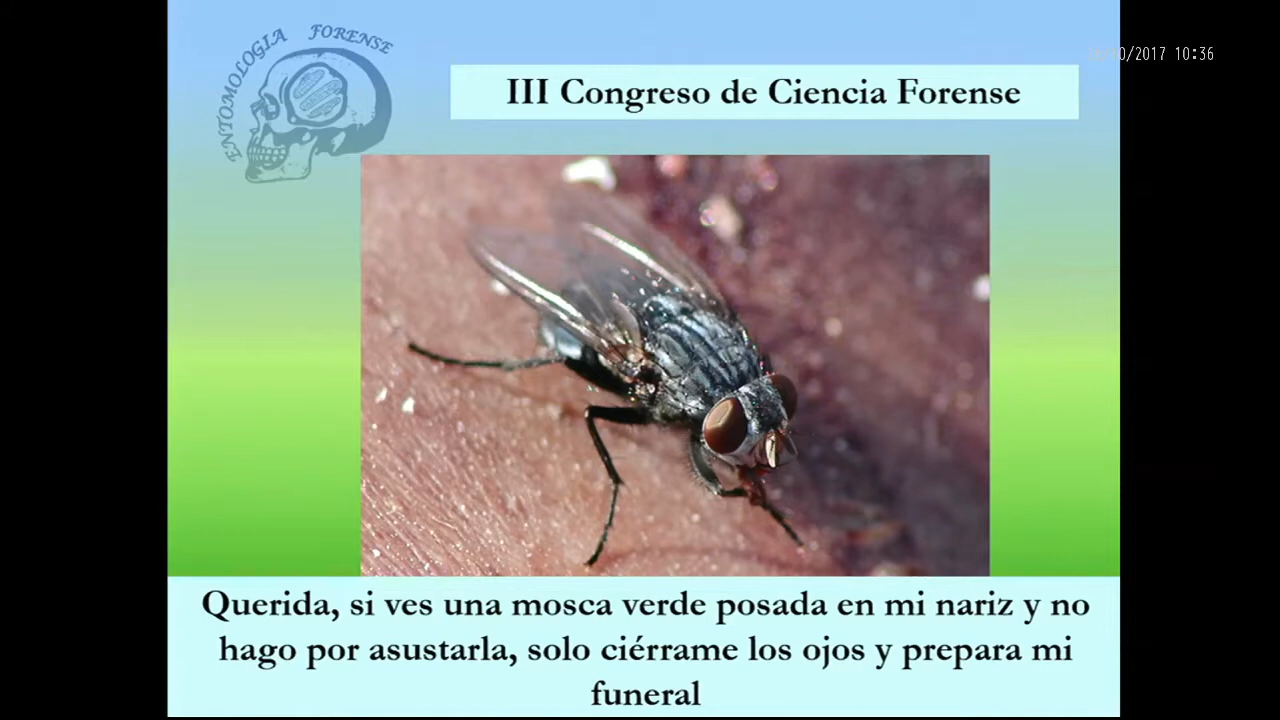 ENTOMOLOGIA FORENSE
/2017 10:36
III Congreso de Ciencia Forense
Querida, si ves una mosca verde posada en mi nariz y no
hago por asustarla, solo ciérrame los ojos y prepara mi
funeral